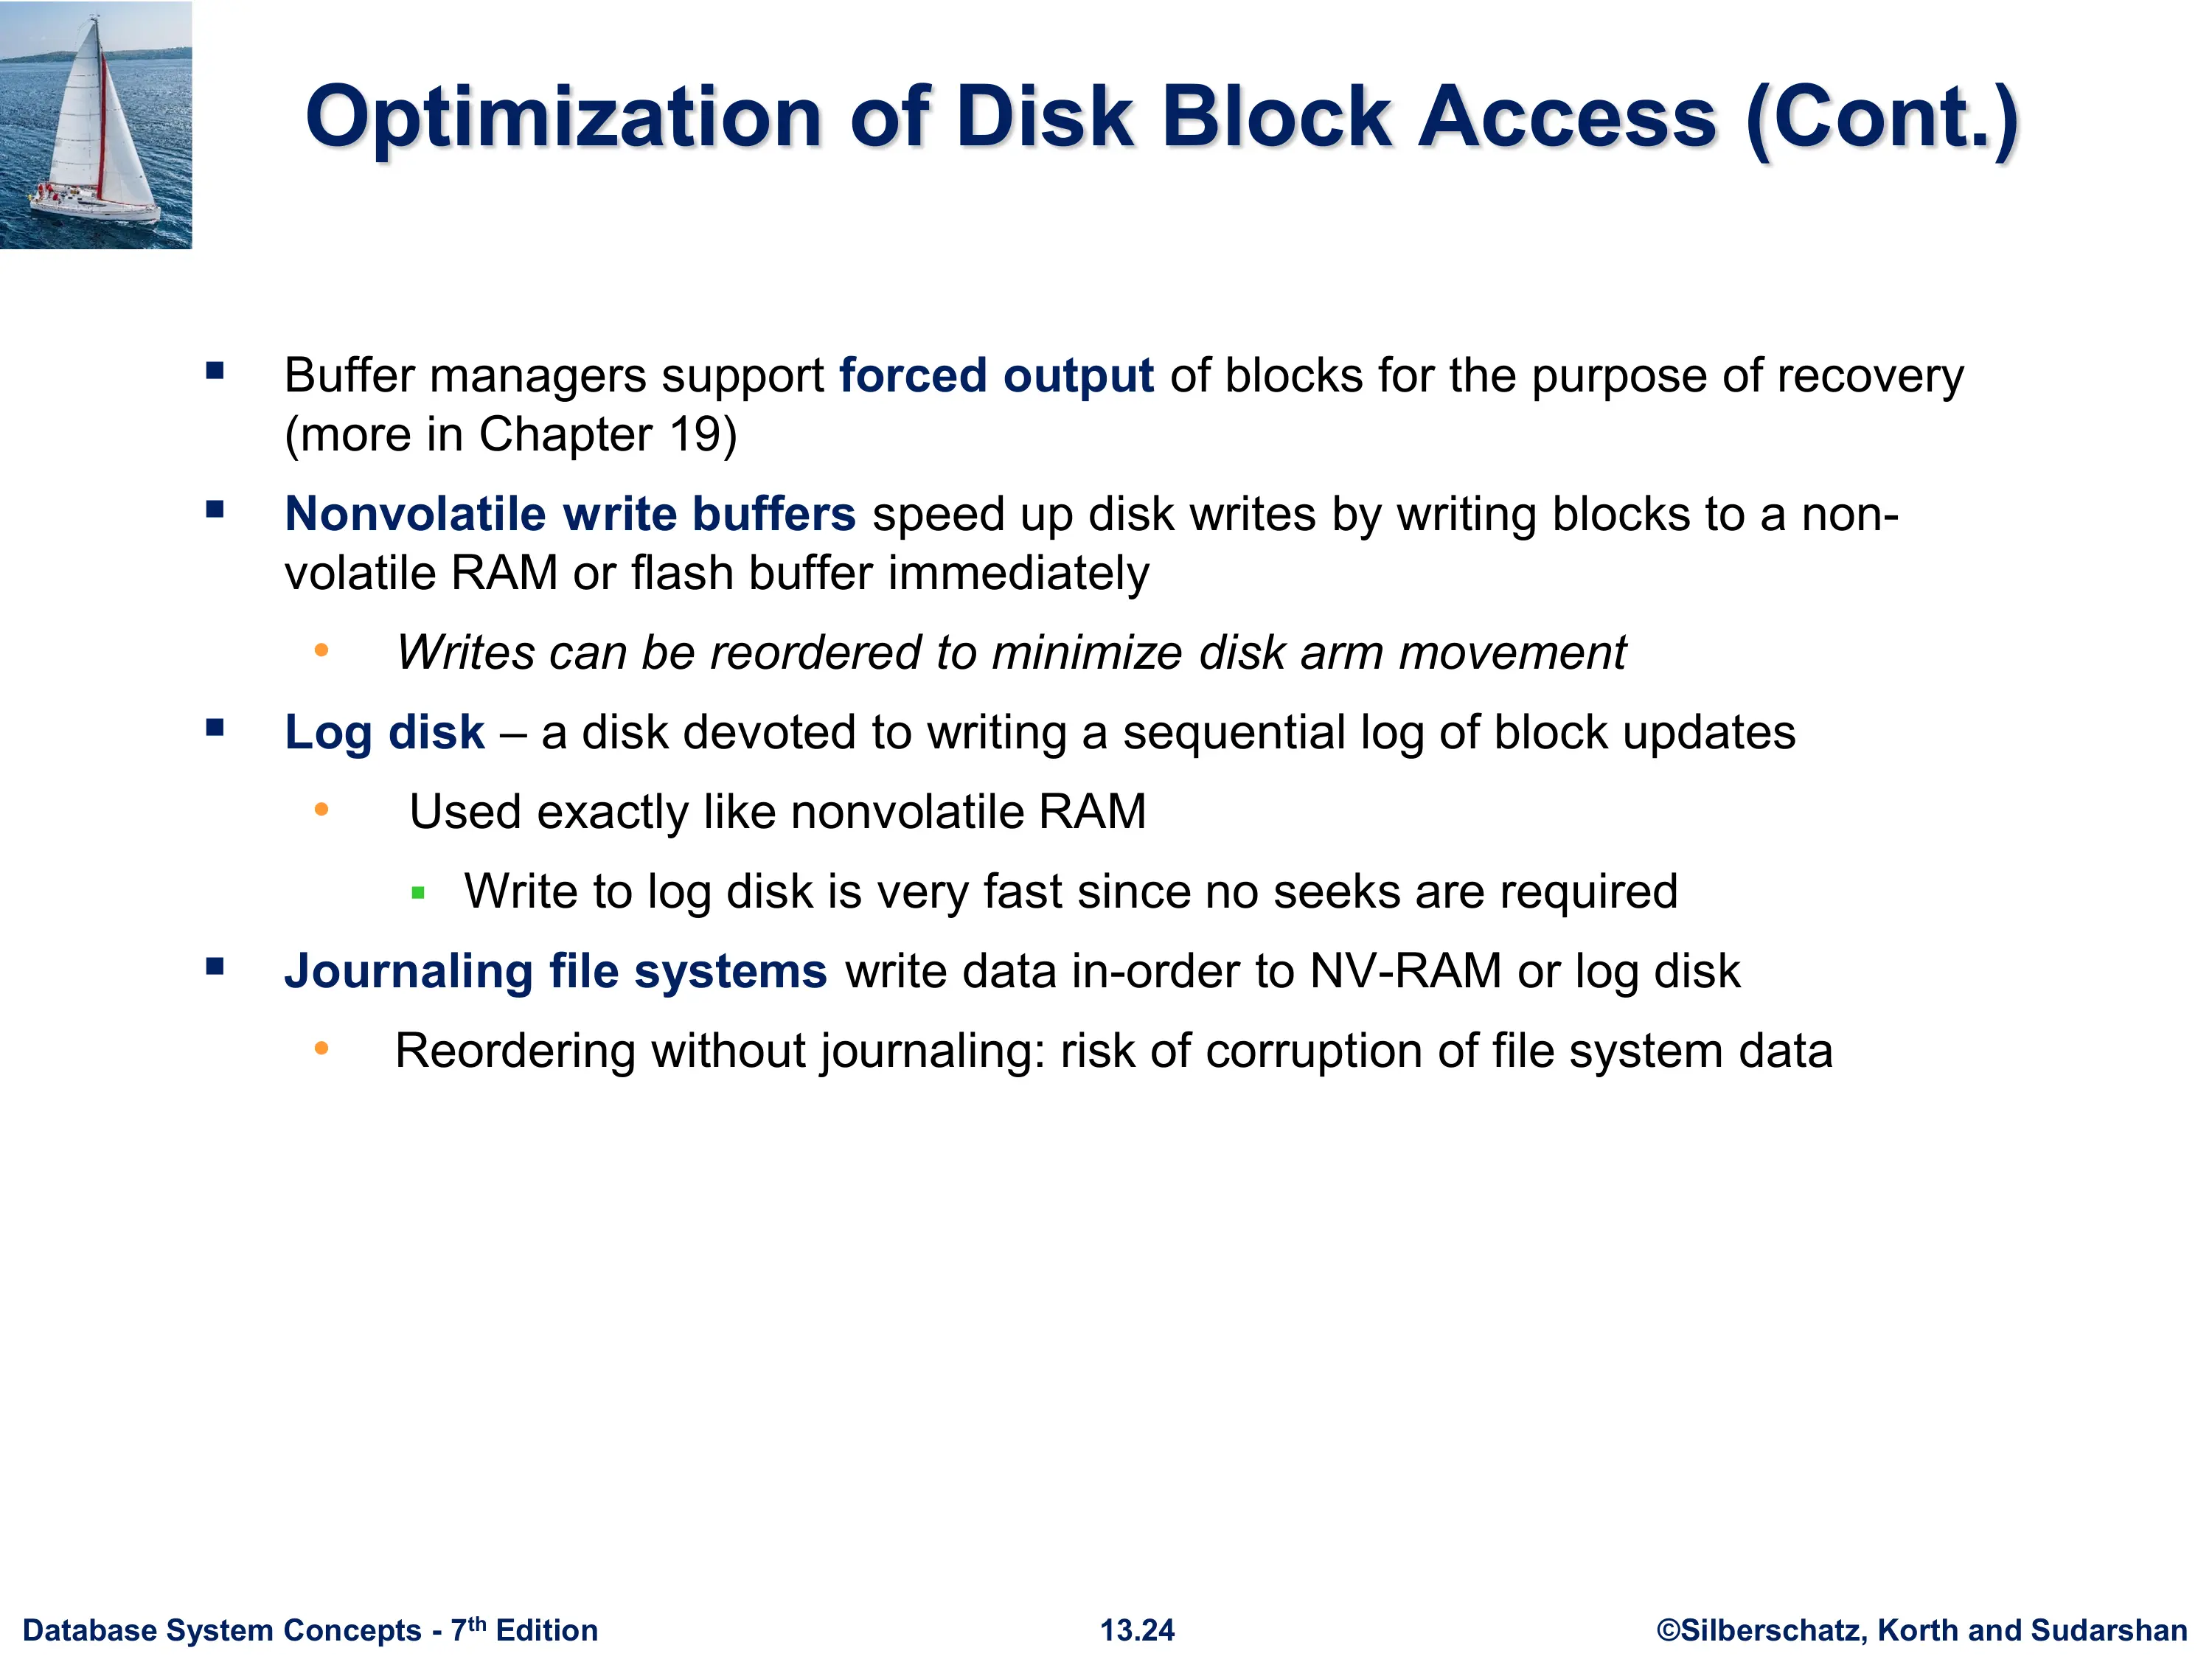 Optimization of Disk Block Access (Cont.)
▪ Buffer managers support forced output of blocks for the purpose of recovery
(more in Chapter 19)
▪ Nonvolatile write buffers speed up disk writes by writing blocks to a non-
volatile RAM or flash buffer immediately
• Writes can be reordered to minimize disk arm movement
▪ Log disk – a disk devoted to writing a sequential log of block updates
• Used exactly like nonvolatile RAM
▪ Write to log disk is very fast since no seeks are required
▪ Journaling file systems write data in-order to NV-RAM or log disk
• Reordering without journaling: risk of corruption of file system data
Database System Concepts - 7th Edition
13.24
©Silberschatz, Korth and Sudarshan